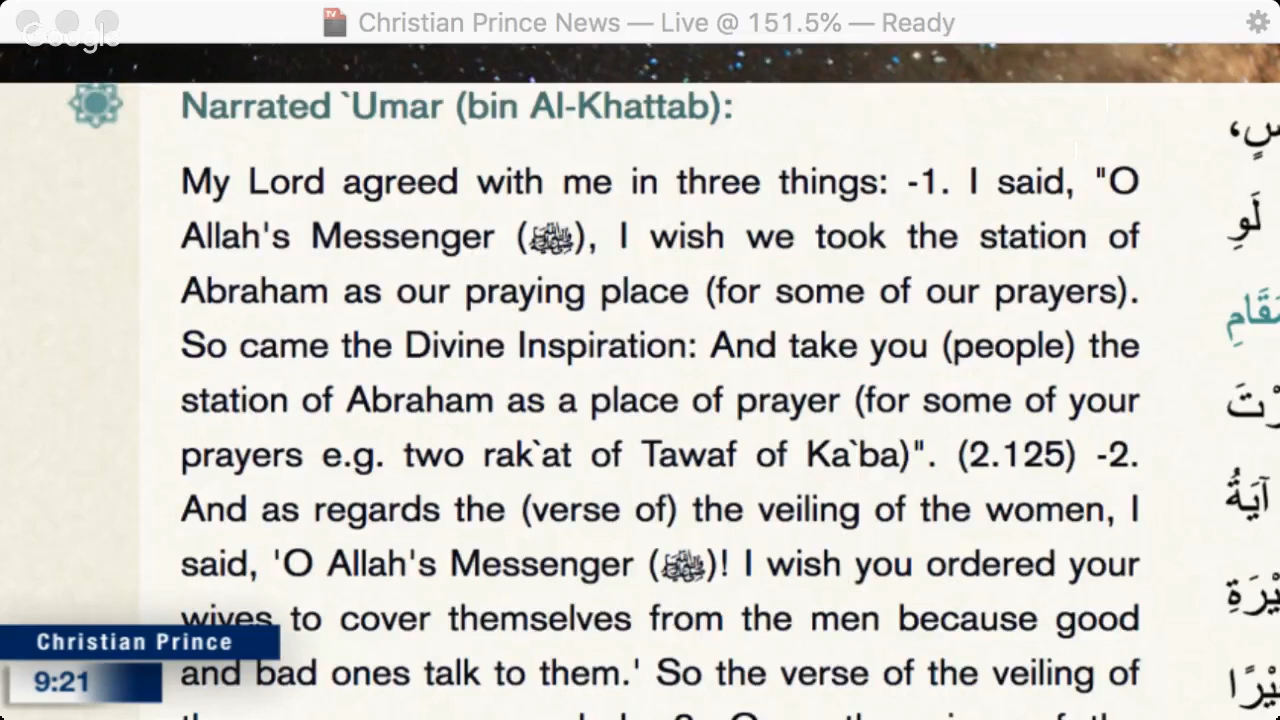 Christian Prince News — Live @ 151.5% — Ready
Google
Narrated `Umar (bin Al-Khattab):
My Lord agreed with me in three things: -1. I said, "O
Allah's Messenger (ﷺ), I wish we took the station of
Abraham as our praying place (for some of our prayers).
So came the Divine Inspiration: And take you (people) the
station of Abraham as a place of prayer (for some of your
prayers e.g. two rak`at of Tawaf of Ka`ba)". (2.125) -2.
And as regards the (verse of) the veiling of the women, I
said, 'O Allah's Messenger (ﷺ)! I wish you ordered your
wives to cover themselves from the men because good
and bad ones talk to them.' So the verse of the veiling of
لَوِ
آيَةُ
Christian Prince
9:21